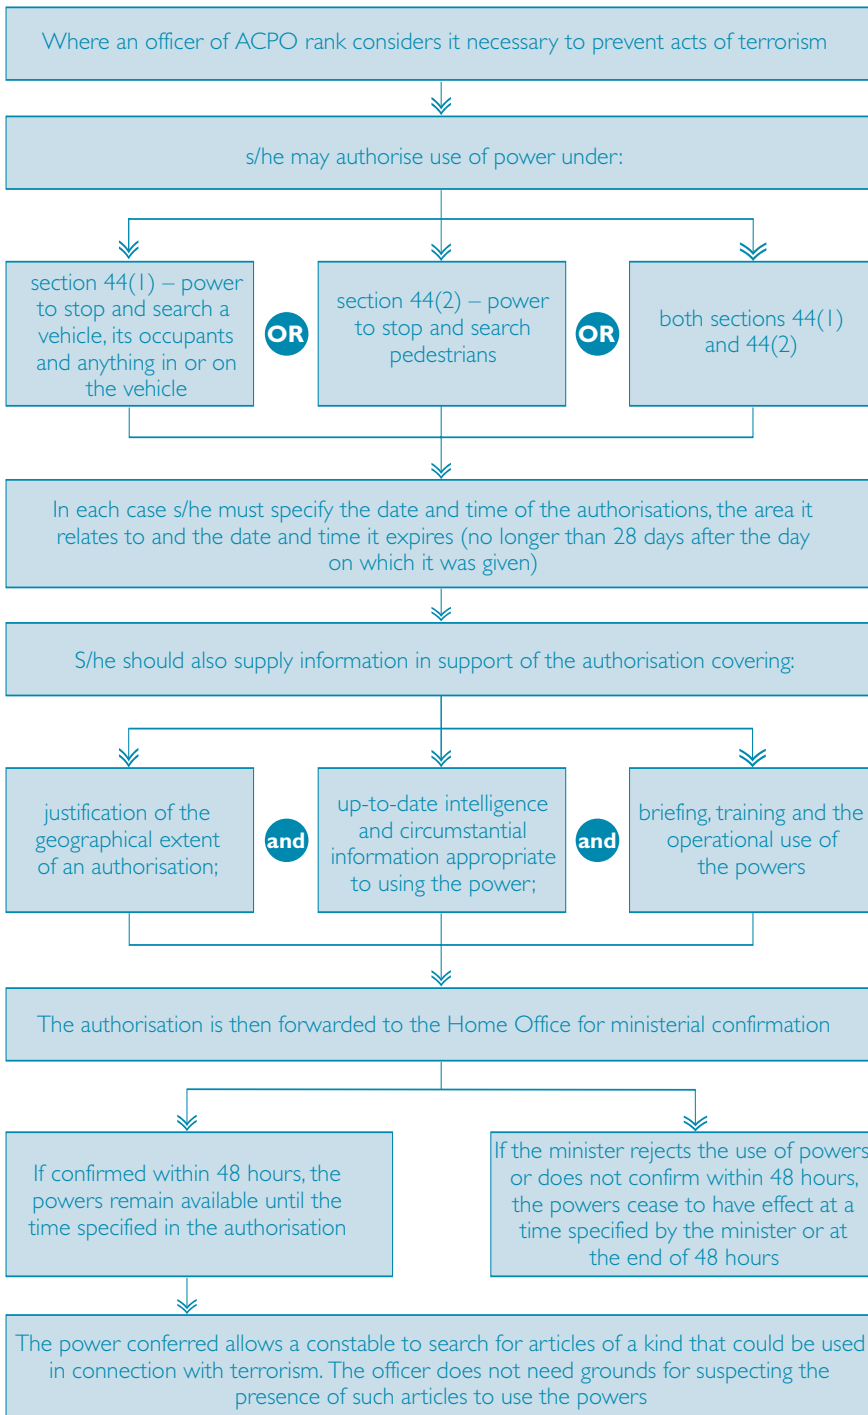 Where an officer of ACPO rank considers it necessary to prevent acts of terrorism
s/he may authorise use of power under:
section 44(1) – power
to stop and search a
vehicle, its occupants
and anything in or on
the vehicle
OR
section 44(2) – power
to stop and search
pedestrians
OR
both sections 44(1)
and 44(2)
In each case s/he must specify the date and time of the authorisations, the area it
relates to and the date and time it expires (no longer than 28 days after the day
on which it was given)
S/he should also supply information in support of the authorisation covering:
justification of the
geographical extent
of an authorisation;
and
up-to-date intelligence
and circumstantial
information appropriate
to using the power;
and
briefing, training and the
operational use of
the powers
The authorisation is then forwarded to the Home Office for ministerial confirmation
If confirmed within 48 hours, the
powers remain available until the
time specified in the authorisation
If the minister rejects the use of powers
or does not confirm within 48 hours,
the powers cease to have effect at a
time specified by the minister or at
the end of 48 hours
The power conferred allows a constable to search for articles of a kind that could be used
in connection with terrorism. The officer does not need grounds for suspecting the
presence of such articles to use the powers